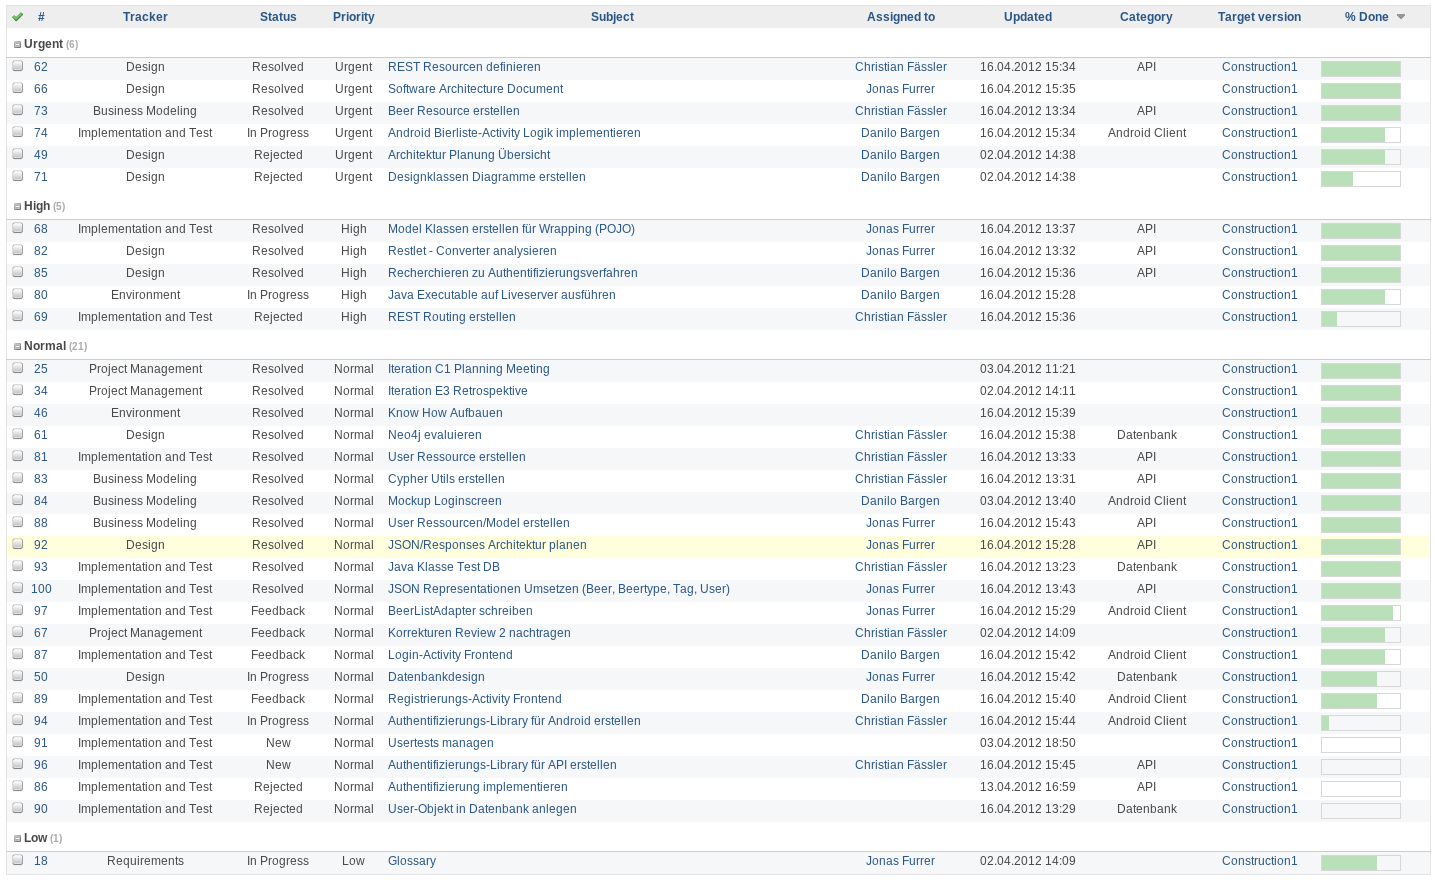 # Tracker Status Priority Subject Assigned to Updated Category Target version % Done
Urgent (6)
62 Design Resolved Urgent REST Resourcen definieren Christian Fässler 16.04.2012 15:34 API Construction1
66 Design Resolved Urgent Software Architecture Document Jonas Furrer 16.04.2012 15:35 Construction1
73 Business Modeling Resolved Urgent Beer Resource erstellen Christian Fässler 16.04.2012 13:34 API Construction1
74 Implementation and Test In Progress Urgent Android Bierliste-Activity Logik implementieren Danilo Bargen 16.04.2012 15:34 Android Client Construction1
49 Design Rejected Urgent Architektur Planung Übersicht Danilo Bargen 02.04.2012 14:38 Construction1
71 Design Rejected Urgent Designklassen Diagramme erstellen Danilo Bargen 02.04.2012 14:38 Construction1
High (5)
68 Implementation and Test Resolved High Model Klassen erstellen für Wrapping (POJO) Jonas Furrer 16.04.2012 13:37 API Construction1
82 Design Resolved High Restlet - Converter analysieren Jonas Furrer 16.04.2012 13:32 API Construction1
85 Design Resolved High Recherchieren zu Authentifizierungsverfahren Danilo Bargen 16.04.2012 15:36 API Construction1
80 Environment In Progress High Java Executable auf Liveserver ausführen Danilo Bargen 16.04.2012 15:28 Construction1
69 Implementation and Test Rejected High REST Routing erstellen Christian Fässler 16.04.2012 15:36 Construction1
Normal (21)
25 Project Management Resolved Normal Iteration C1 Planning Meeting 03.04.2012 11:21 Construction1
34 Project Management Resolved Normal Iteration E3 Retrospektive 02.04.2012 14:11 Construction1
46 Environment Resolved Normal Know How Aufbauen 16.04.2012 15:39 Construction1
61 Design Resolved Normal Neo4j evaluieren Christian Fässler 16.04.2012 15:38 Datenbank Construction1
81 Implementation and Test Resolved Normal User Ressource erstellen Christian Fässler 16.04.2012 13:33 API Construction1
83 Business Modeling Resolved Normal Cypher Utils erstellen Christian Fässler 16.04.2012 13:31 API Construction1
84 Business Modeling Resolved Normal Mockup Loginscreen Danilo Bargen 03.04.2012 13:40 Android Client Construction1
88 Business Modeling Resolved Normal User Ressourcen/Model erstellen Jonas Furrer 16.04.2012 15:43 API Construction1
92 Design Resolved Normal JSON/Responses Architektur planen Jonas Furrer 16.04.2012 15:28 API Construction1
93 Implementation and Test Resolved Normal Java Klasse Test DB Christian Fässler 16.04.2012 13:23 Datenbank Construction1
100 Implementation and Test Resolved Normal JSON Representationen Umsetzen (Beer, Beertype, Tag, User) Jonas Furrer 16.04.2012 13:43 API Construction1
97 Implementation and Test Feedback Normal BeerListAdapter schreiben Jonas Furrer 16.04.2012 15:29 Android Client Construction1
67 Project Management Feedback Normal Korrekturen Review 2 nachtragen Christian Fässler 02.04.2012 14:09 Construction1
87 Implementation and Test Feedback Normal Login-Activity Frontend Danilo Bargen 16.04.2012 15:42 Android Client Construction1
50 Design In Progress Normal Datenbankdesign Jonas Furrer 16.04.2012 15:42 Datenbank Construction1
89 Implementation and Test Feedback Normal Registrierungs-Activity Frontend Danilo Bargen 16.04.2012 15:40 Android Client Construction1
94 Implementation and Test In Progress Normal Authentifizierungs-Library für Android erstellen Christian Fässler 16.04.2012 15:44 Android Client Construction1
91 Implementation and Test New Normal Usertests managen 03.04.2012 18:50 Construction1
96 Implementation and Test New Normal Authentifizierungs-Library für API erstellen Christian Fässler 16.04.2012 15:45 API Construction1
86 Implementation and Test Rejected Normal Authentifizierung implementieren 13.04.2012 16:59 API Construction1
90 Implementation and Test Rejected Normal User-Objekt in Datenbank anlegen 16.04.2012 13:29 Datenbank Construction1
Low (1)
18 Requirements In Progress Low Glossary Jonas Furrer 02.04.2012 14:09 Construction1